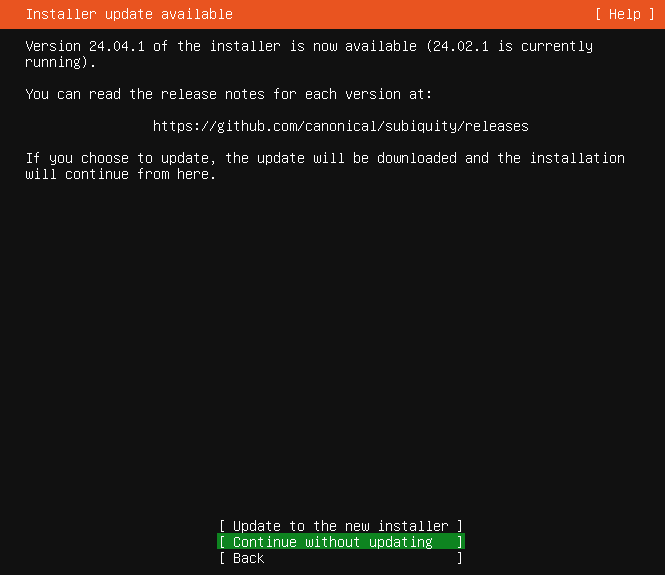 Installer update available [ Help ]
Version 24.04.1 of the installer is now available (24.02.1 is currently
running).
You can read the release notes for each version at:
https://github.com/canonical/subiquity/releases
If you choose to update, the update will be downloaded and the installation
will continue from here.
[ Update to the new installer ]
[ Continue without updating ]
[ Back ]